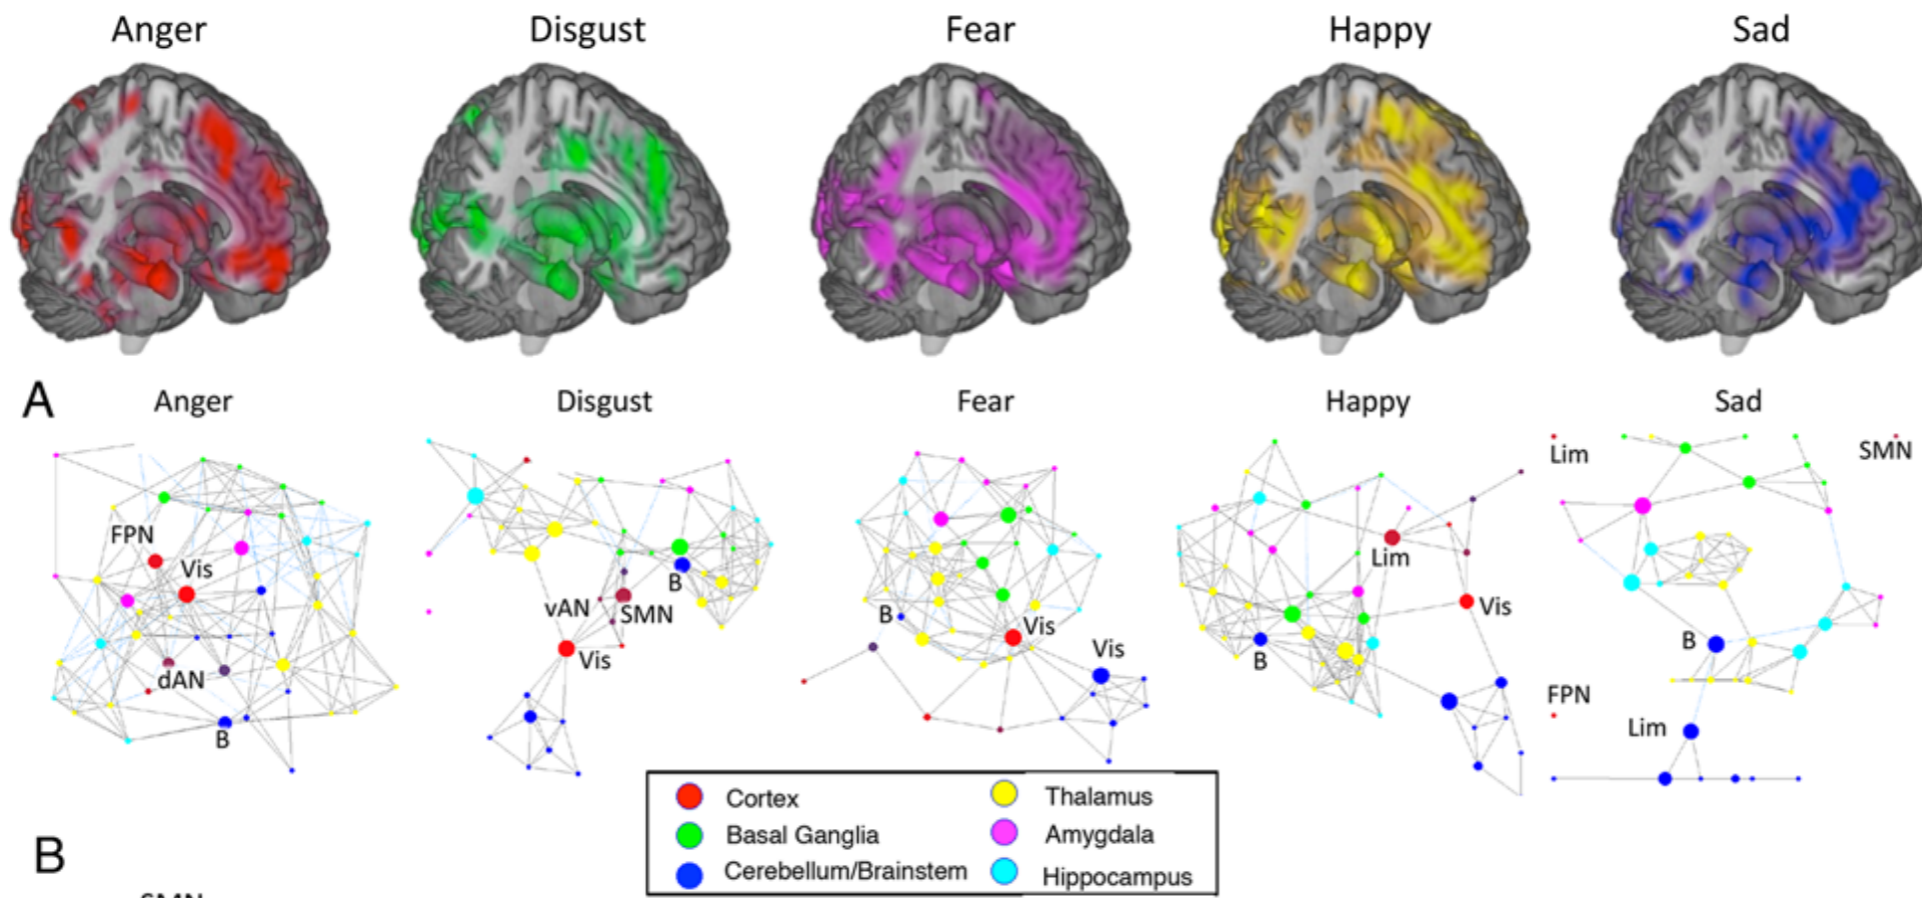 Anger Disgust Fear Happy Sad
A
Anger Disgust Fear Happy Sad
FPN
Vis
dAN
B
vAN
SMN
B
Vis
B
Vis
Vis
Lim
Vis
B
Lim
SMN
B
FPN
Lim
Cortex
Basal Ganglia
Cerebellum/Brainstem
Thalamus
Amygdala
Hippocampus
B